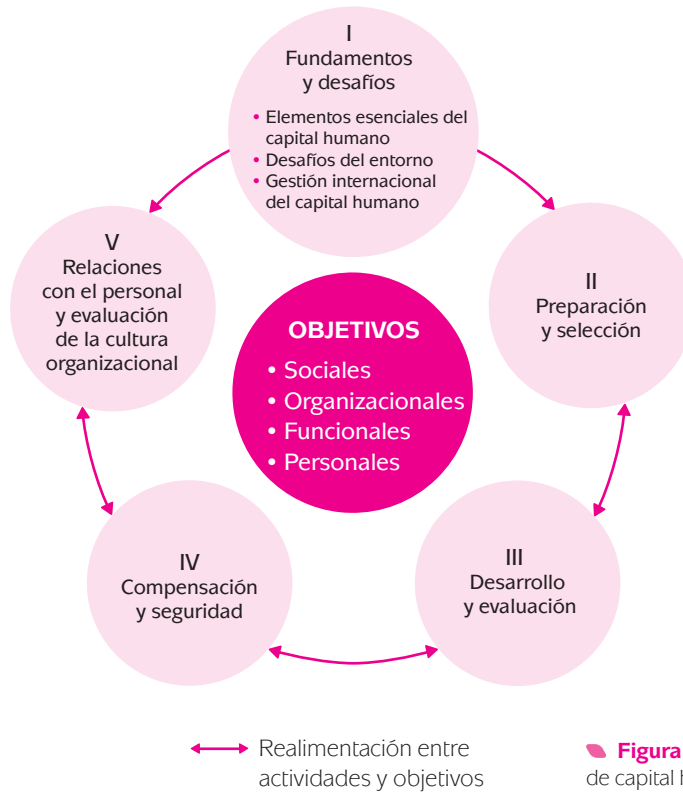 I
Fundamentos
y desafíos
• Elementos esenciales del
capital humano
• Desafíos del entorno
• Gestión internacional
del capital humano
V
Relaciones
con el personal
y evaluación
de la cultura
organizacional
II
Preparación
y selección
OBJETIVOS
• Sociales
• Organizacionales
• Funcionales
• Personales
IV
Compensación
y seguridad
III
Desarrollo
y evaluación
Realimentación entre
actividades y objetivos
Figura
de capital